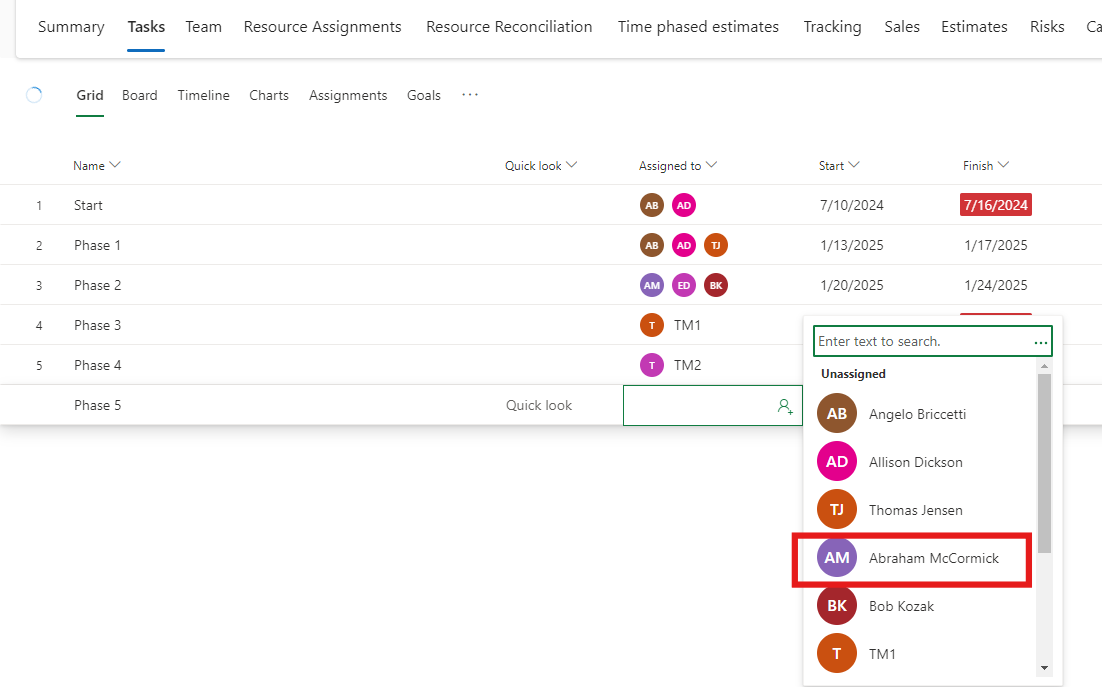 Summary Tasks Team Resource Assignments Resource Reconciliation Time phased estimates Tracking Sales Estimates Risks Ca
Grid Board Timeline Charts Assignments Goals ...
Name Quick look Assigned to Start Finish
1 Start AB AD 7/10/2024 7/16/2024
2 Phase 1 AB AD TJ 1/13/2025 1/17/2025
3 Phase 2 AM ED BK 1/20/2025 1/24/2025
4 Phase 3 T TM1
5 Phase 4 T TM2
Phase 5 Quick look
Enter text to search. ...
Unassigned
AB Angelo Briccetti
AD Allison Dickson
TJ Thomas Jensen
AM Abraham McCormick
BK Bob Kozak
T TM1